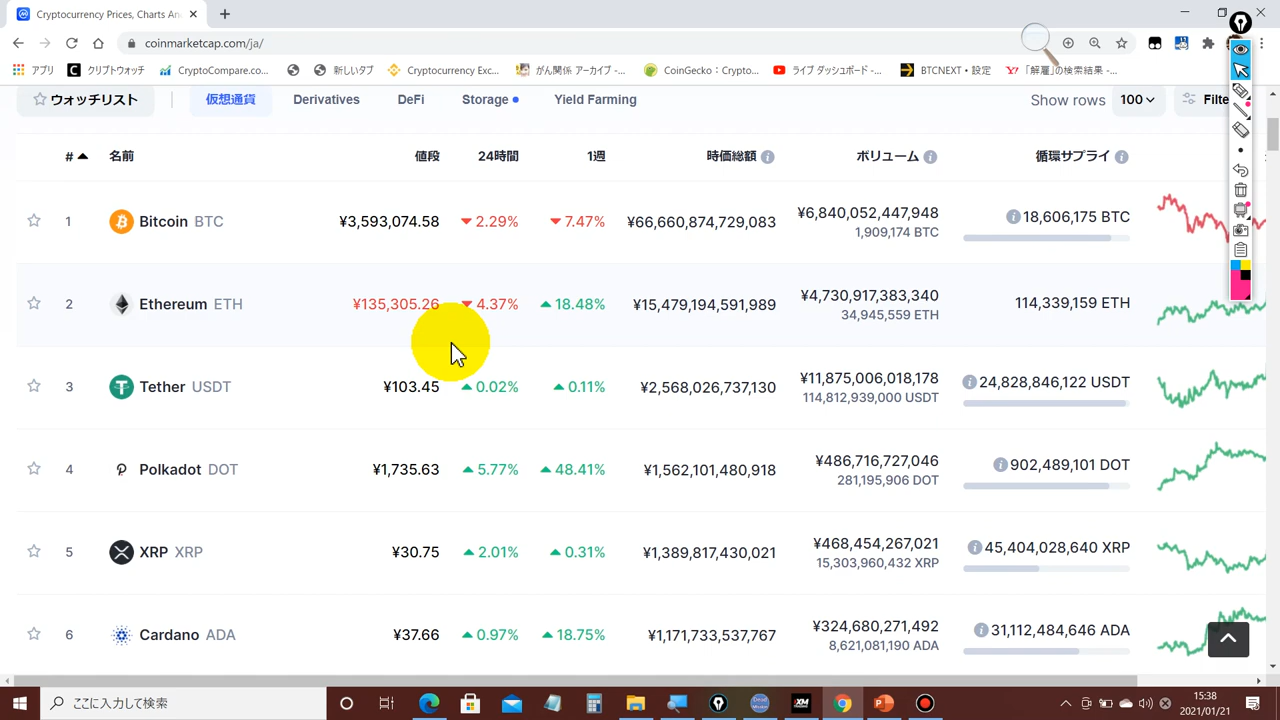 Cryptocurrency Prices, Charts An
coinmarketcap.com/ja/
アプリ クリプトウォッチ CryptoCompare.co... 新しいタブ Cryptocurrency Exc... がん関係 アーカイブ -... CoinGecko：Crypto... ライブ ダッシュボード -... BTCNEXT・設定 「解雇」の検索結果 -...
ウォッチリスト 仮想通貨 Derivatives DeFi Storage Yield Farming Show rows 100 Filte
# 名前 値段 24時間 1週 時価総額 ボリューム 循環サプライ
1 Bitcoin BTC ¥3,593,074.58 2.29% 7.47% ¥66,660,874,729,083 ¥6,840,052,447,948 18,606,175 BTC
1,909,174 BTC
2 Ethereum ETH ¥135,305.26 4.37% 18.48% ¥15,479,194,591,989 ¥4,730,917,383,340 114,339,159 ETH
34,945,559 ETH
3 Tether USDT ¥103.45 0.02% 0.11% ¥2,568,026,737,130 ¥11,875,006,018,178 24,828,846,122 USDT
114,812,939,000 USDT
4 Polkadot DOT ¥1,735.63 5.77% 48.41% ¥1,562,101,480,918 ¥486,716,727,046 902,489,101 DOT
281,195,906 DOT
5 XRP XRP ¥30.75 2.01% 0.31% ¥1,389,817,430,021 ¥468,454,267,021 45,404,028,640 XRP
15,303,960,432 XRP
6 Cardano ADA ¥37.66 0.97% 18.75% ¥1,171,733,537,767 ¥324,680,271,492 31,112,484,646 ADA
8,621,081,190 ADA
ここに入力して検索
15:38
2021/01/21